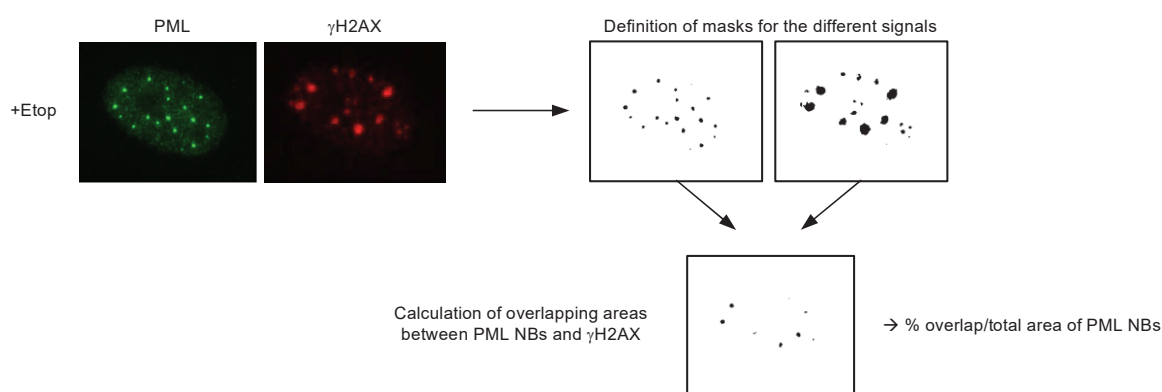 PML
γH2AX
Definition of masks for the different signals
+Etop
Calculation of overlapping areas
between PML NBs and γH2AX
→ % overlap/total area of PML NBs